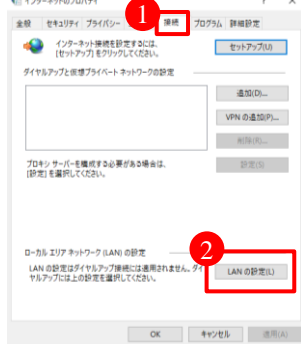 インターネットのプロパティ
?
×
全般 セキュリティ プライバシー 1 接続 プログラム 詳細設定
インターネット接続を設定するには、
[セットアップ] をクリックしてください。
セットアップ(U)
ダイヤルアップと仮想プライベート ネットワークの設定
追加(D)...
VPN の追加(P)...
削除(R)...
プロキシ サーバーを構成する必要がある場合は、
[設定] を選択してください。
設定(S)
ローカル エリア ネットワーク (LAN) の設定
2
LAN の設定はダイヤルアップ接続には適用されません。ダイ
ヤルアップには上の設定を選択してください。
LAN の設定(L)
OK キャンセル 適用(A)